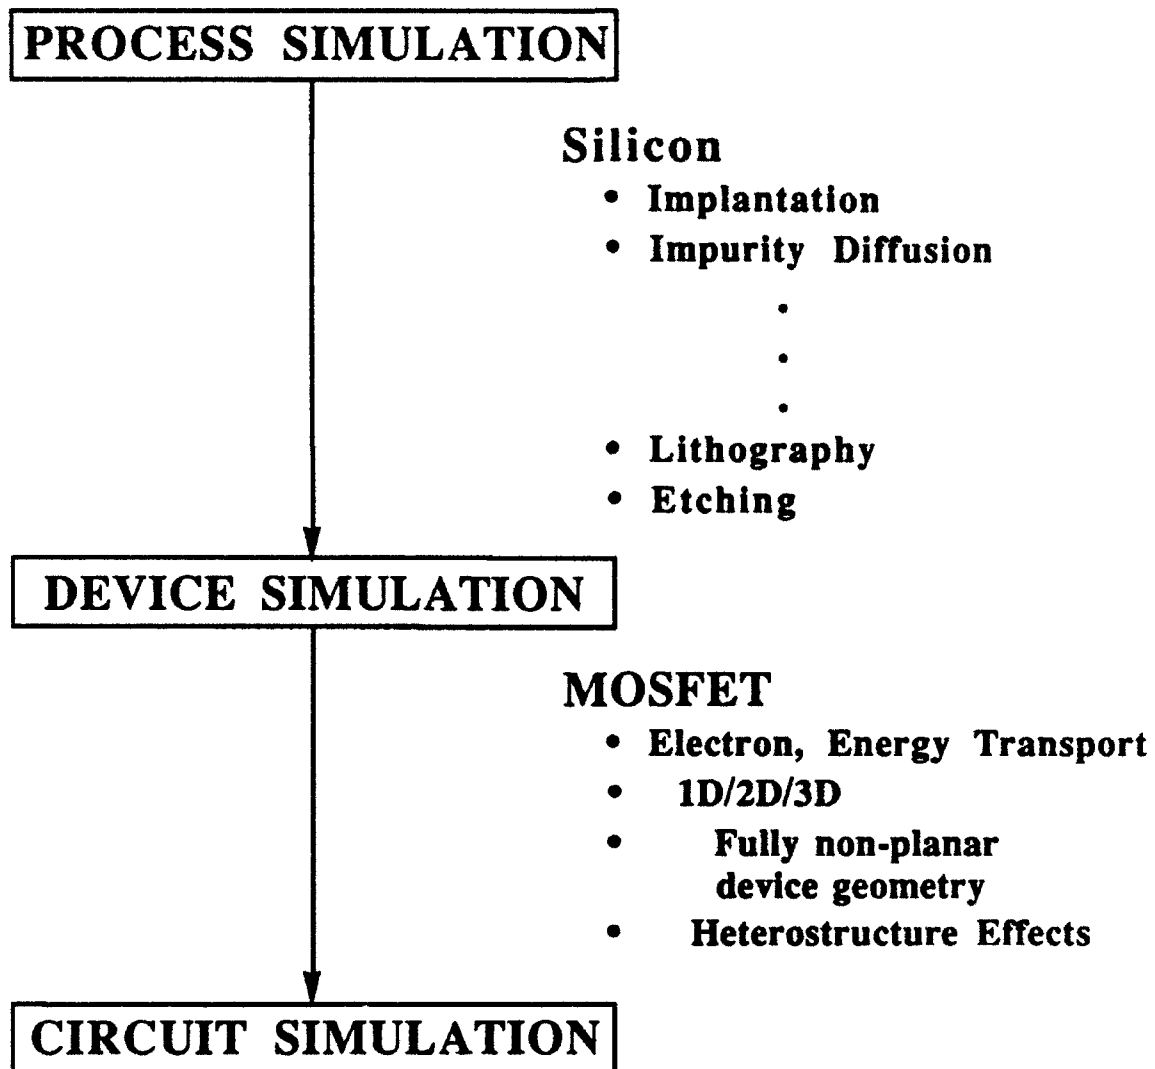 PROCESS SIMULATION
Silicon
• Implantation
• Impurity Diffusion
.
.
.
• Lithography
• Etching
DEVICE SIMULATION
MOSFET
• Electron, Energy Transport
• 1D/2D/3D
• Fully non-planar
device geometry
• Heterostructure Effects
CIRCUIT SIMULATION